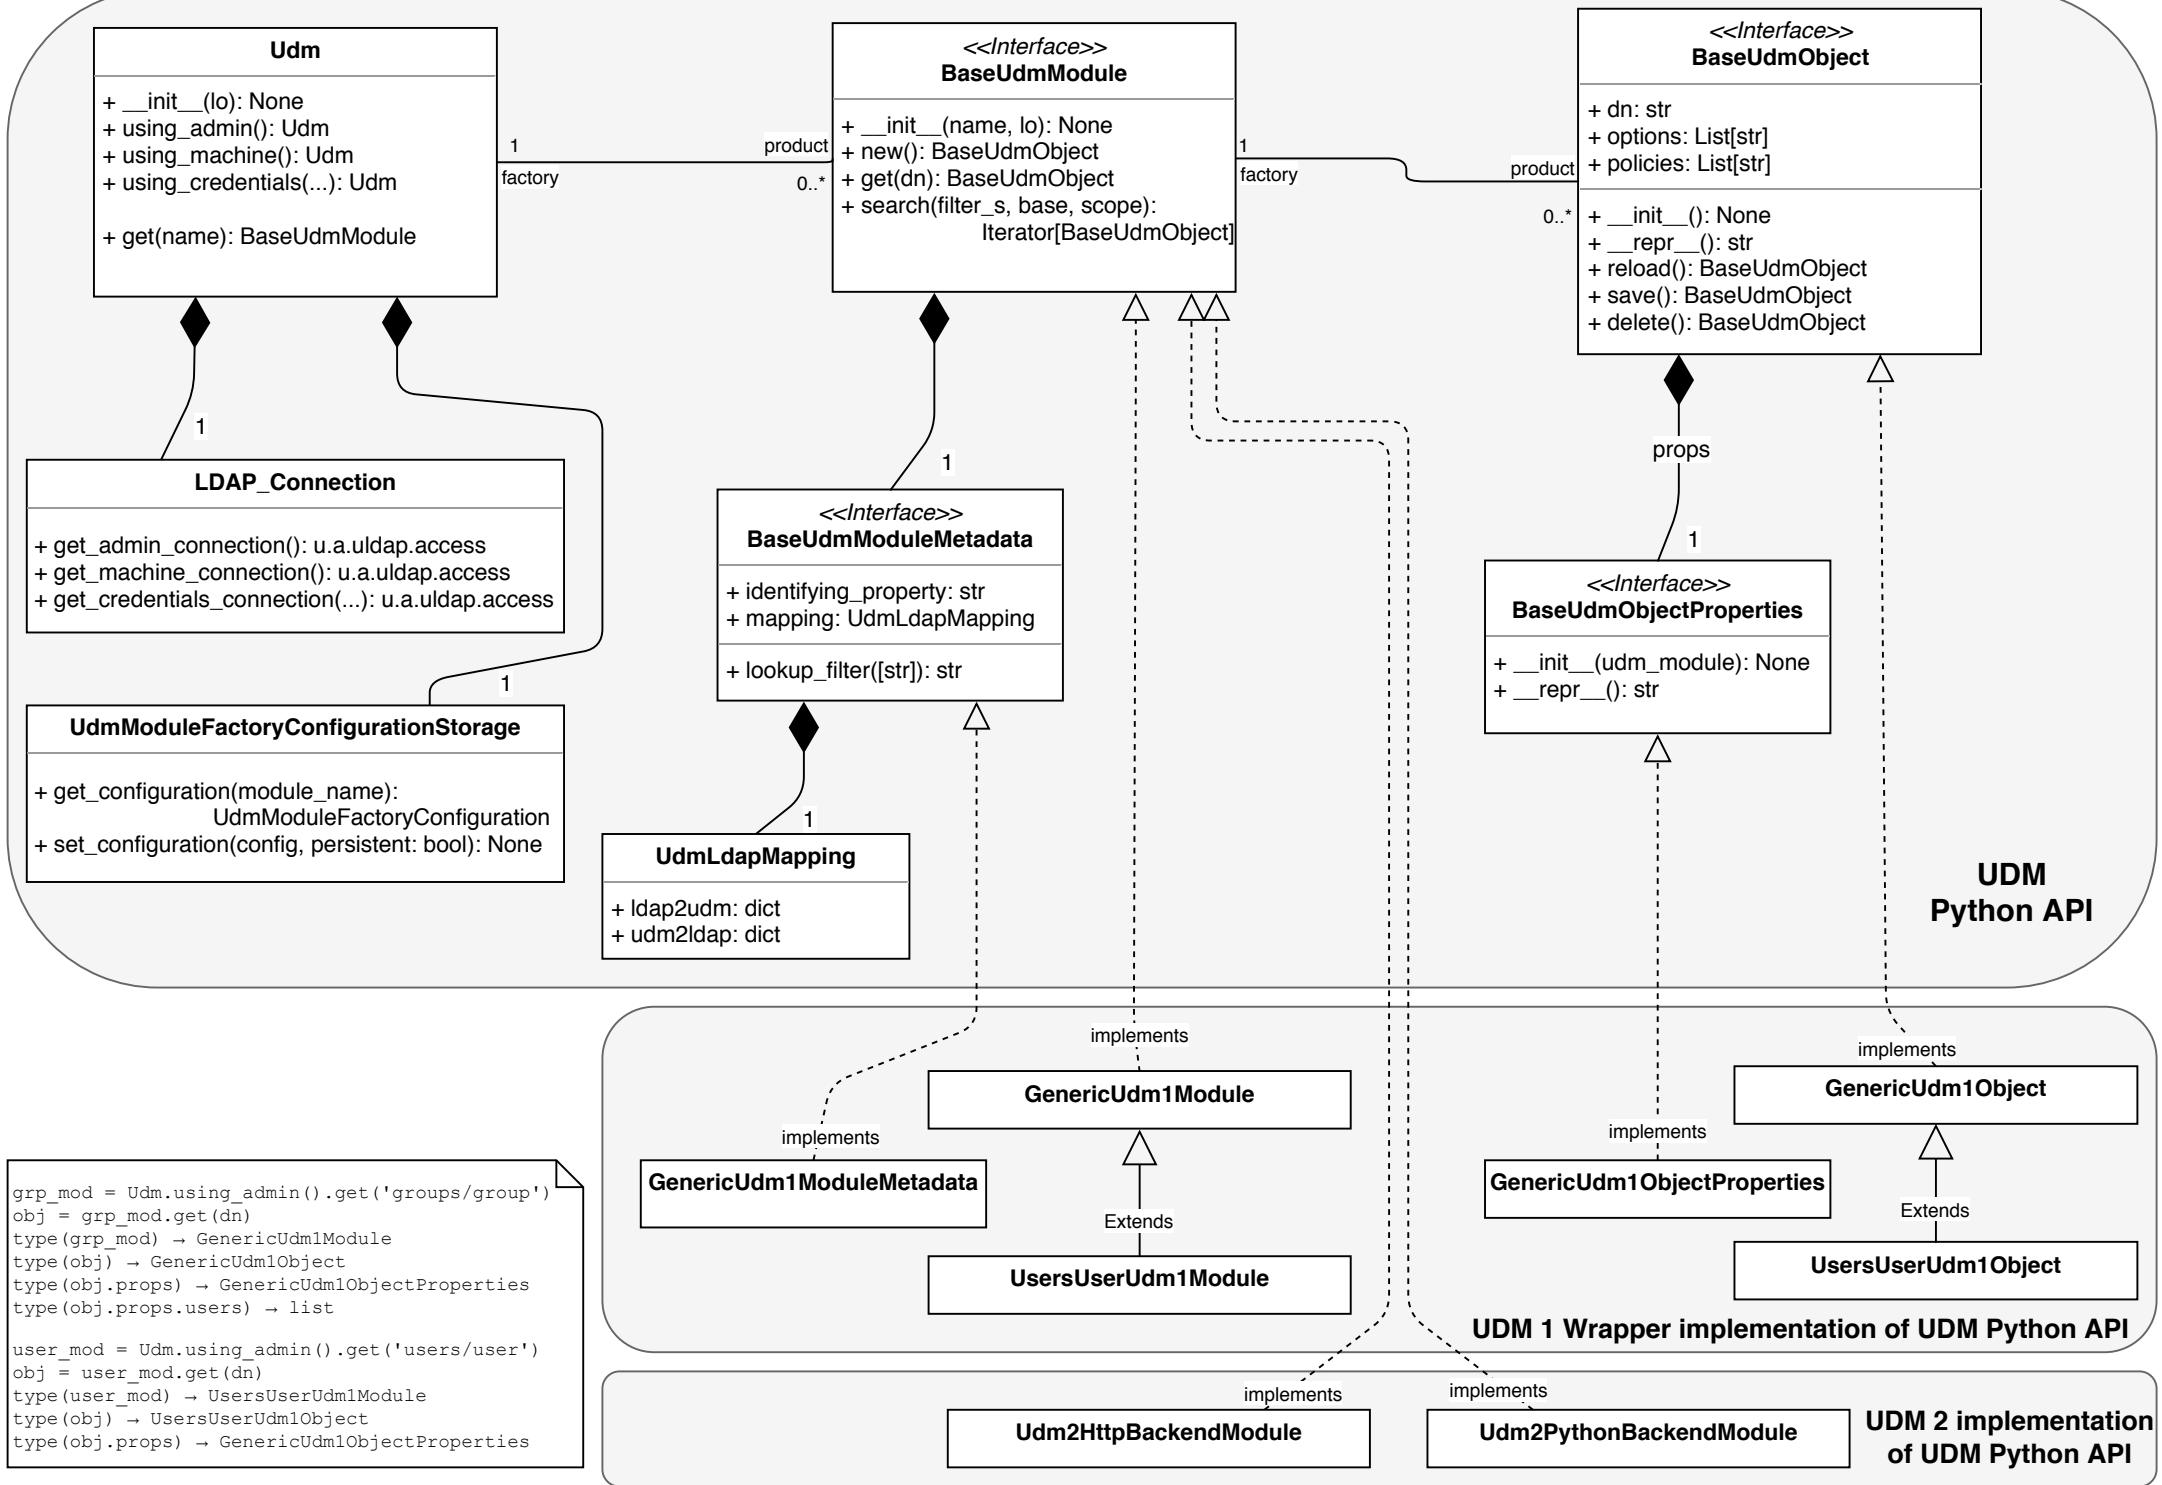 Udm
+ __init__(lo): None
+ using_admin(): Udm
+ using_machine(): Udm
+ using_credentials(...): Udm
+ get(name): BaseUdmModule
1
factory
product
0..*
<<Interface>>
BaseUdmModule
+ __init__(name, lo): None
+ new(): BaseUdmObject
+ get(dn): BaseUdmObject
+ search(filter_s, base, scope):
Iterator[BaseUdmObject]
1
factory
product
0..*
<<Interface>>
BaseUdmObject
+ dn: str
+ options: List[str]
+ policies: List[str]
+ __init__(): None
+ __repr__(): str
+ reload(): BaseUdmObject
+ save(): BaseUdmObject
+ delete(): BaseUdmObject
1
LDAP_Connection
+ get_admin_connection(): u.a.uldap.access
+ get_machine_connection(): u.a.uldap.access
+ get_credentials_connection(...): u.a.uldap.access
1
UdmModuleFactoryConfigurationStorage
+ get_configuration(module_name):
UdmModuleFactoryConfiguration
+ set_configuration(config, persistent: bool): None
1
<<Interface>>
BaseUdmModuleMetadata
+ identifying_property: str
+ mapping: UdmLdapMapping
+ lookup_filter([str]): str
1
UdmLdapMapping
+ ldap2udm: dict
+ udm2ldap: dict
props
1
<<Interface>>
BaseUdmObjectProperties
+ __init__(udm_module): None
+ __repr__(): str
UDM
Python API
implements
GenericUdm1Module
implements
GenericUdm1ModuleMetadata
Extends
UsersUserUdm1Module
implements
GenericUdm1ObjectProperties
implements
GenericUdm1Object
Extends
UsersUserUdm1Object
UDM 1 Wrapper implementation of UDM Python API
implements
Udm2HttpBackendModule
implements
Udm2PythonBackendModule
UDM 2 implementation
of UDM Python API
grp_mod = Udm.using_admin().get('groups/group')
obj = grp_mod.get(dn)
type(grp_mod) → GenericUdm1Module
type(obj) → GenericUdm1Object
type(obj.props) → GenericUdm1ObjectProperties
type(obj.props.users) → list
user_mod = Udm.using_admin().get('users/user')
obj = user_mod.get(dn)
type(user_mod) → UsersUserUdm1Module
type(obj) → UsersUserUdm1Object
type(obj.props) → GenericUdm1ObjectProperties